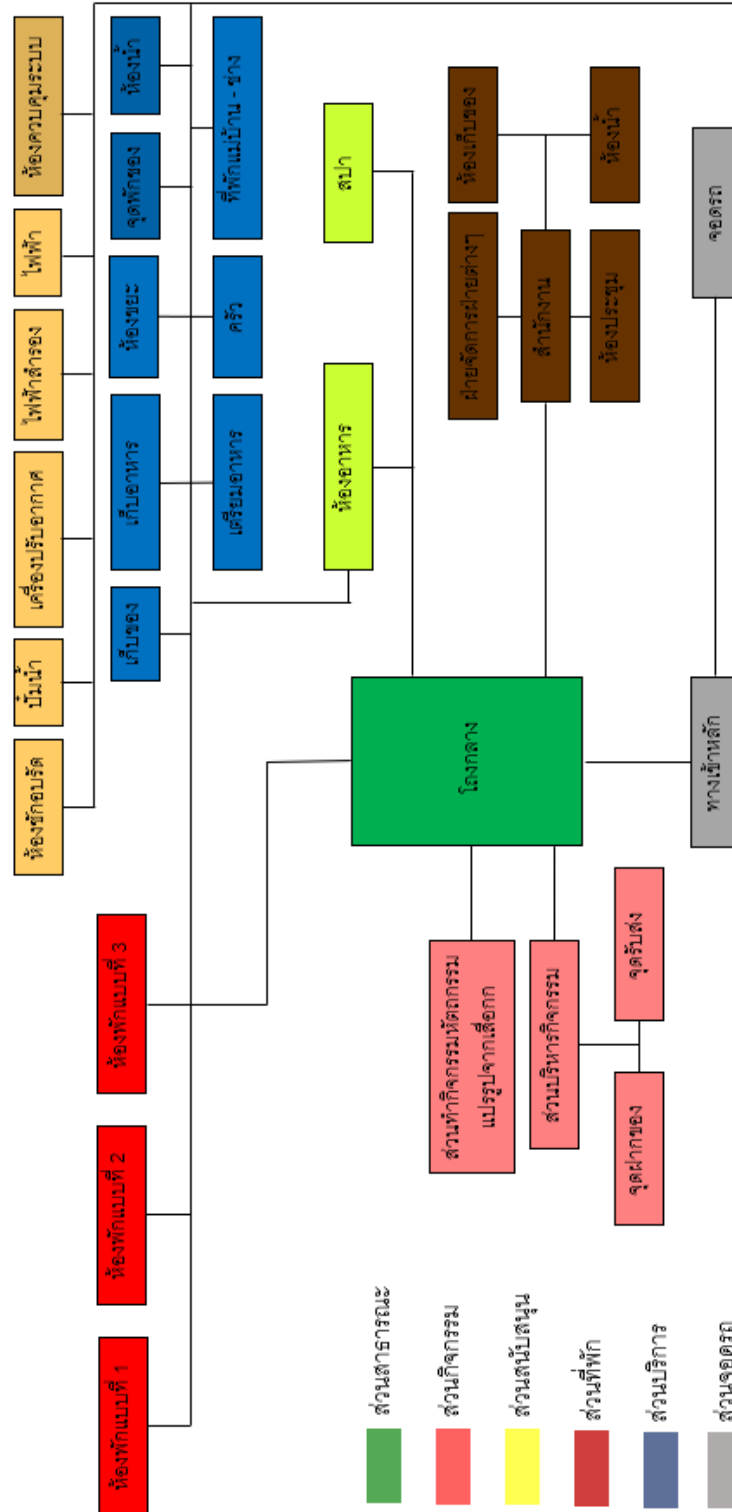 ห้องพักแบบที่ 1
ห้องพักแบบที่ 2
ห้องพักแบบที่ 3
ห้องซักอบรีด
ปั๊มน้ำ
เครื่องปรับอากาศ
ไฟฟ้าสำรอง
ไฟฟ้า
ห้องควบคุมระบบ
เก็บของ
เก็บอาหาร
ห้องขยะ
จุดพักของ
ห้องน้ำ
เตรียมอาหาร
ครัว
ที่พักแม่บ้าน - ช่าง
ห้องอาหาร
สปา
โถงกลาง
ส่วนทำกิจกรรมหัตถกรรม
แปรรูปจากเสื่อกก
ส่วนบริหารกิจกรรม
จุดฝากของ
จุดรับส่ง
ฝ่ายจัดการฝ่ายต่างๆ
ห้องเก็บของ
สำนักงาน
ห้องประชุม
ห้องน้ำ
ทางเข้าหลัก
จอดรถ
ส่วนสาธารณะ
ส่วนกิจกรรม
ส่วนสนับสนุน
ส่วนที่พัก
ส่วนบริการ
ส่วนจอดรถ